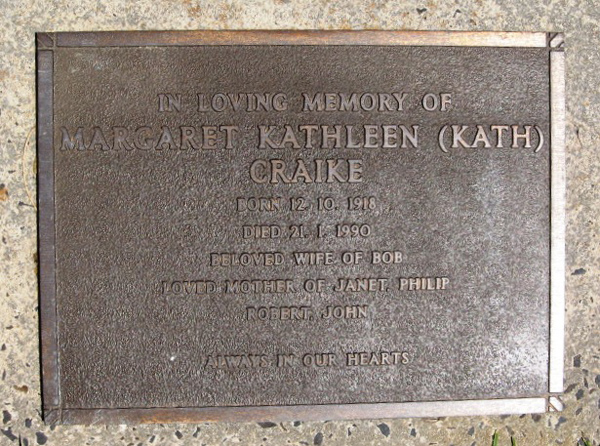 IN LOVING MEMORY OF
MARGARET KATHLEEN (KATH)
CRAIKE
BORN 12. 10. 1918
DIED 21. 1. 1990
BELOVED WIFE OF BOB
LOVED MOTHER OF JANET, PHILIP
ROBERT, JOHN
ALWAYS IN OUR HEARTS